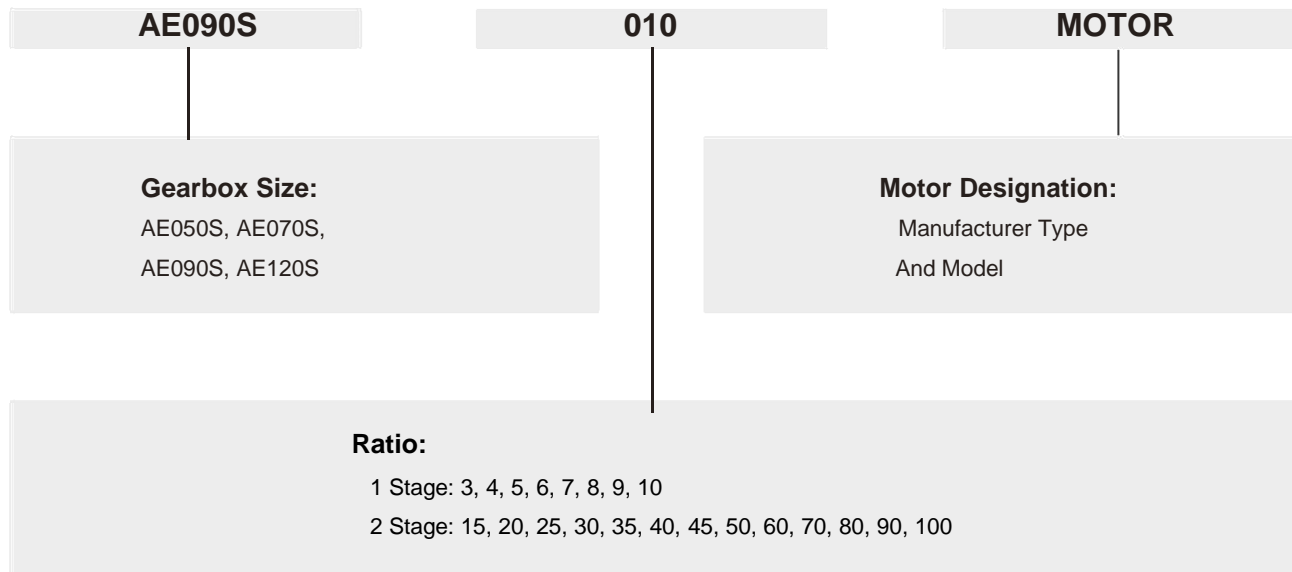 AE090S
010
MOTOR
Gearbox Size:
AE050S, AE070S,
AE090S, AE120S
Motor Designation:
Manufacturer Type
And Model
Ratio:
1 Stage: 3, 4, 5, 6, 7, 8, 9, 10
2 Stage: 15, 20, 25, 30, 35, 40, 45, 50, 60, 70, 80, 90, 100